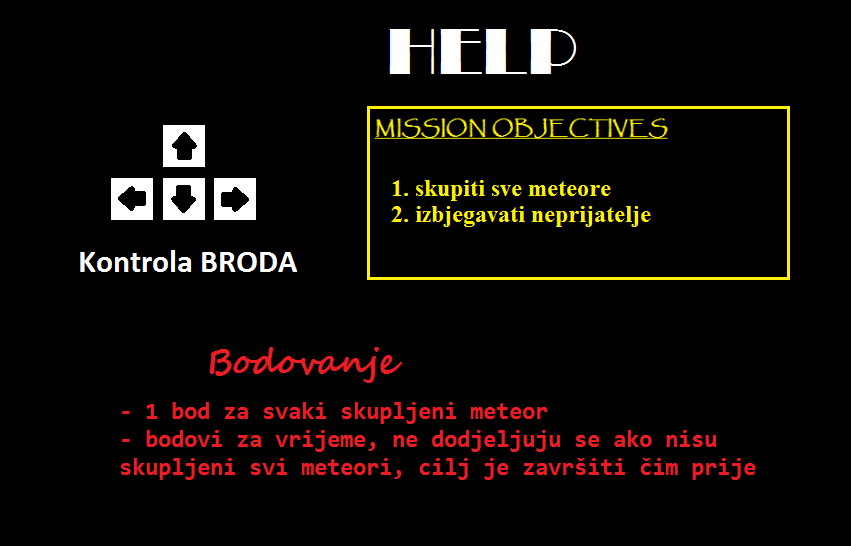 HELP
MISSION OBJECTIVES
1. skupiti sve meteore
2. izbjegavati neprijatelje
Kontrola BRODA
Bodovanje
- 1 bod za svaki skupljeni meteor
- bodovi za vrijeme, ne dodjeljuju se ako nisu
skupljeni svi meteori, cilj je završiti čim prije